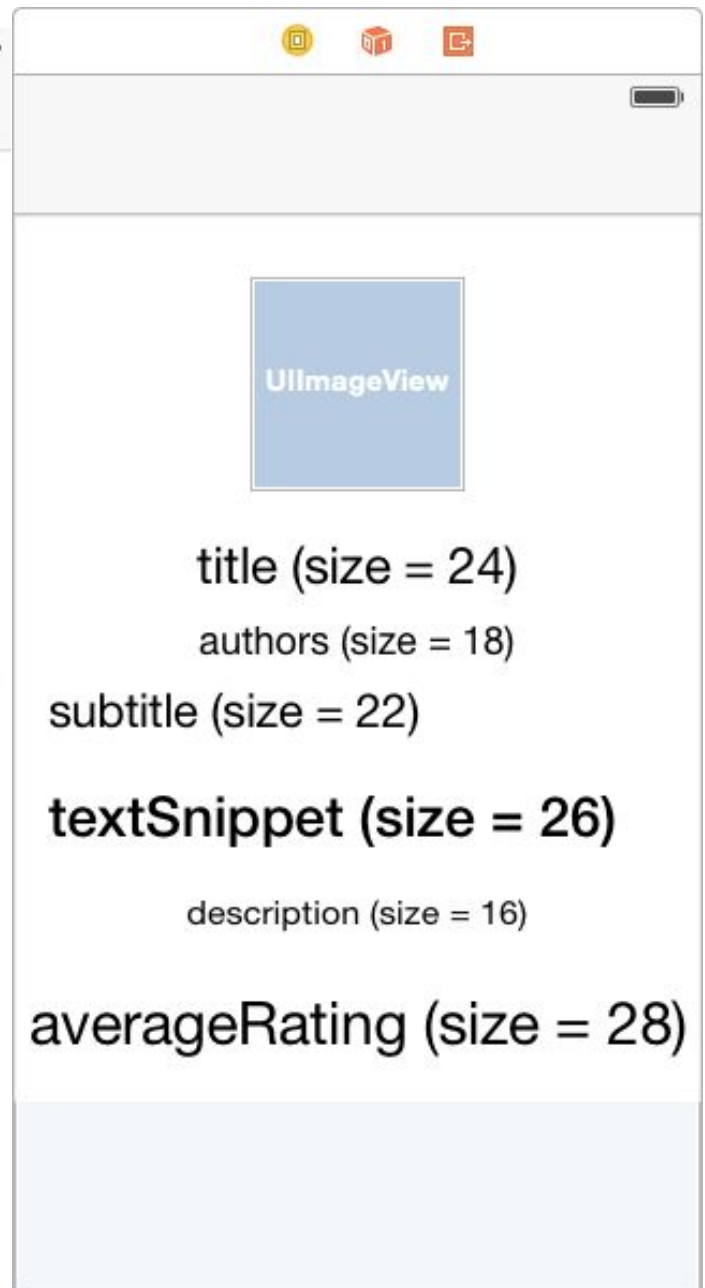 UIImageView
title (size = 24)
authors (size = 18)
subtitle (size = 22)
textSnippet (size = 26)
description (size = 16)
averageRating (size = 28)